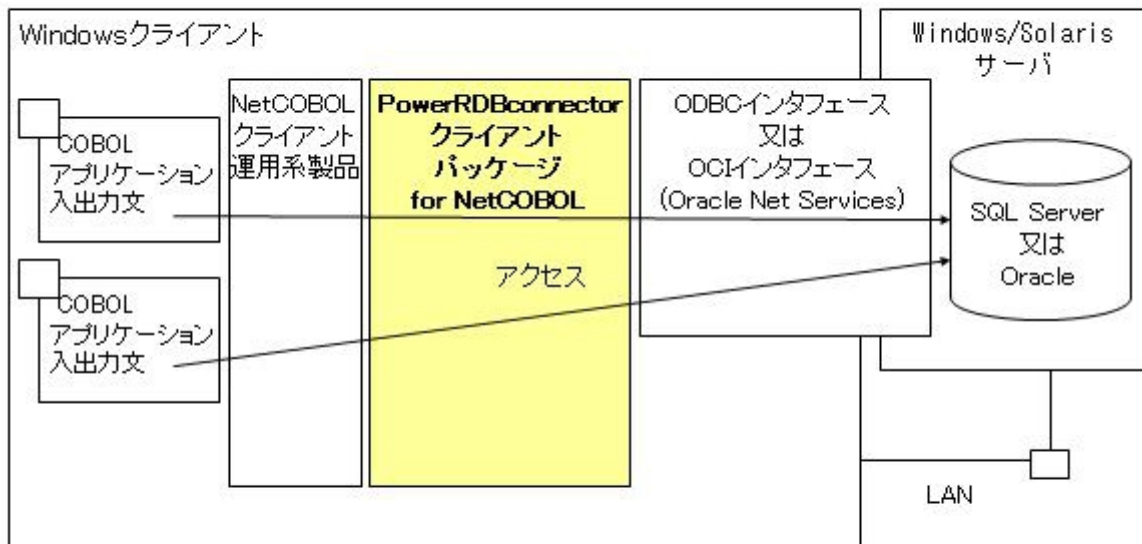 Windowsクライアント
COBOL
アプリケーション
入出力文
COBOL
アプリケーション
入出力文
NetCOBOL
クライアント
運用系製品
PowerRDBconnector
クライアント
パッケージ
for NetCOBOL
アクセス
ODBCインタフェース
又は
OCIインタフェース
(Oracle Net Services)
Windows/Solaris
サーバ
SQL Server
又は
Oracle
LAN